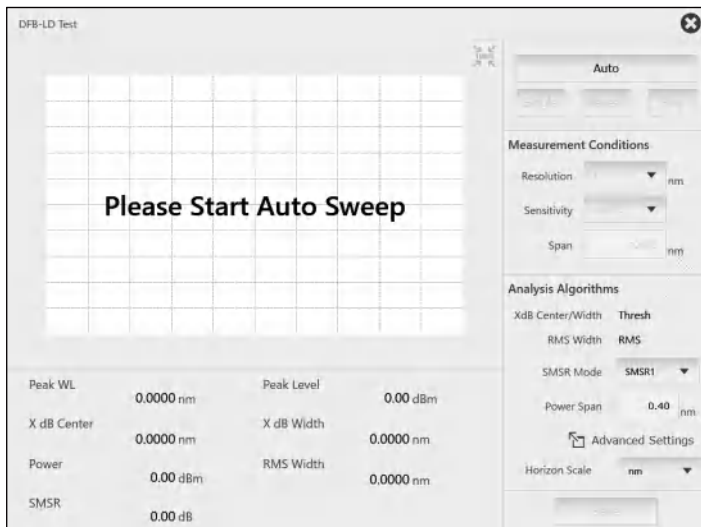 DFB-LD Test
Please Start Auto Sweep
Auto
Measurement Conditions
Resolution nm
Sensitivity
Span nm
Analysis Algorithms
XdB Center/Width Thresh
RMS Width RMS
SMSR Mode SMSR1
Power Span 0.40 nm
Advanced Settings
Horizon Scale nm
Peak WL 0.0000 nm Peak Level 0.00 dBm
X dB Center 0.0000 nm X dB Width 0.0000 nm
Power 0.00 dBm RMS Width 0.0000 nm
SMSR 0.00 dB